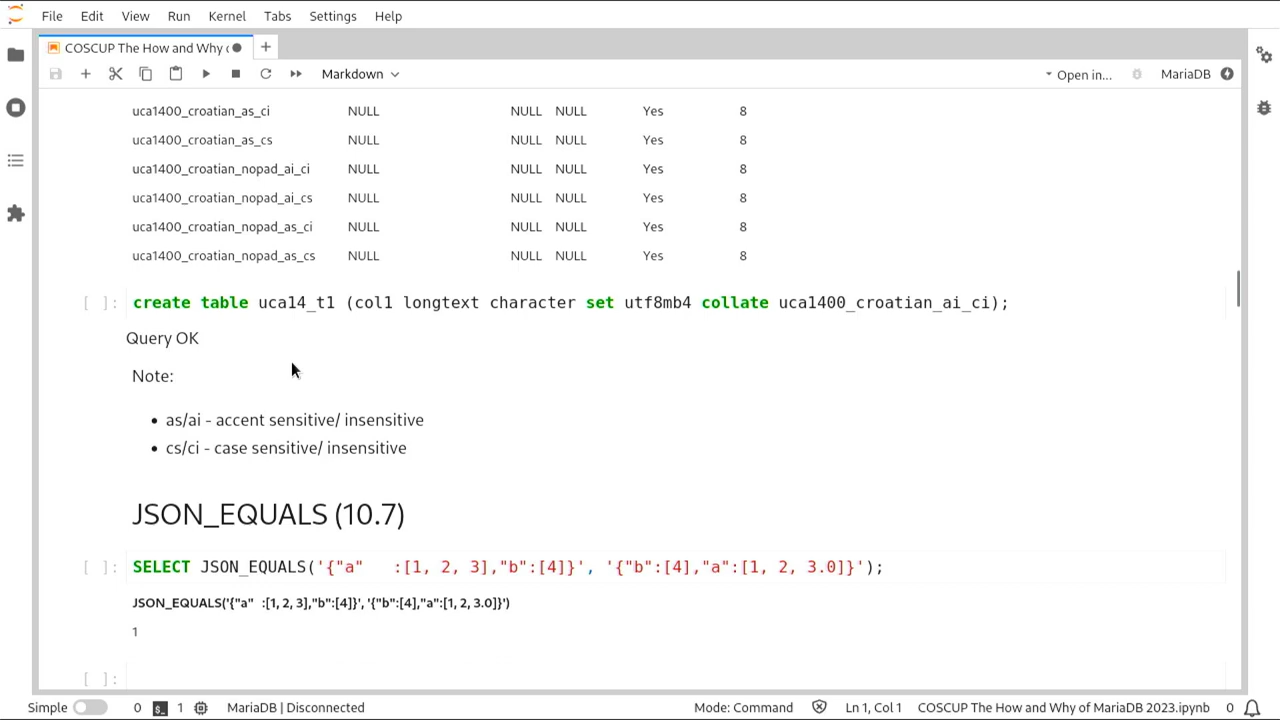 File Edit View Run Kernel Tabs Settings Help
COSCUP The How and Why
Markdown Open in... MariaDB
uca1400_croatian_as_ci NULL NULL NULL Yes 8
uca1400_croatian_as_cs NULL NULL NULL Yes 8
uca1400_croatian_nopad_ai_ci NULL NULL NULL Yes 8
uca1400_croatian_nopad_ai_cs NULL NULL NULL Yes 8
uca1400_croatian_nopad_as_ci NULL NULL NULL Yes 8
uca1400_croatian_nopad_as_cs NULL NULL NULL Yes 8
[ ]: create table uca14_t1 (col1 longtext character set utf8mb4 collate uca1400_croatian_ai_ci);
Query OK
Note:
• as/ai - accent sensitive/ insensitive
• cs/ci - case sensitive/ insensitive
JSON_EQUALS (10.7)
[ ]: SELECT JSON_EQUALS('{"a"   :[1, 2, 3],"b":[4]}', '{"b":[4],"a":[1, 2, 3.0]}');
JSON_EQUALS('{"a" :[1, 2, 3],"b":[4]}', '{"b":[4],"a":[1, 2, 3.0]}')
1
[ ]:
Simple 0 1 MariaDB | Disconnected Mode: Command Ln 1, Col 1 COSCUP The How and Why of MariaDB 2023.ipynb 0